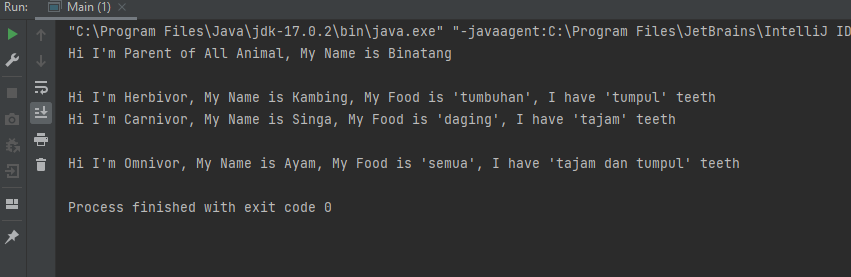 Run: Main (1) ×
"C:\Program Files\Java\jdk-17.0.2\bin\java.exe" "-javaagent:C:\Program Files\JetBrains\IntelliJ ID
Hi I'm Parent of All Animal, My Name is Binatang
Hi I'm Herbivor, My Name is Kambing, My Food is 'tumbuhan', I have 'tumpul' teeth
Hi I'm Carnivor, My Name is Singa, My Food is 'daging', I have 'tajam' teeth
Hi I'm Omnivor, My Name is Ayam, My Food is 'semua', I have 'tajam dan tumpul' teeth
Process finished with exit code 0